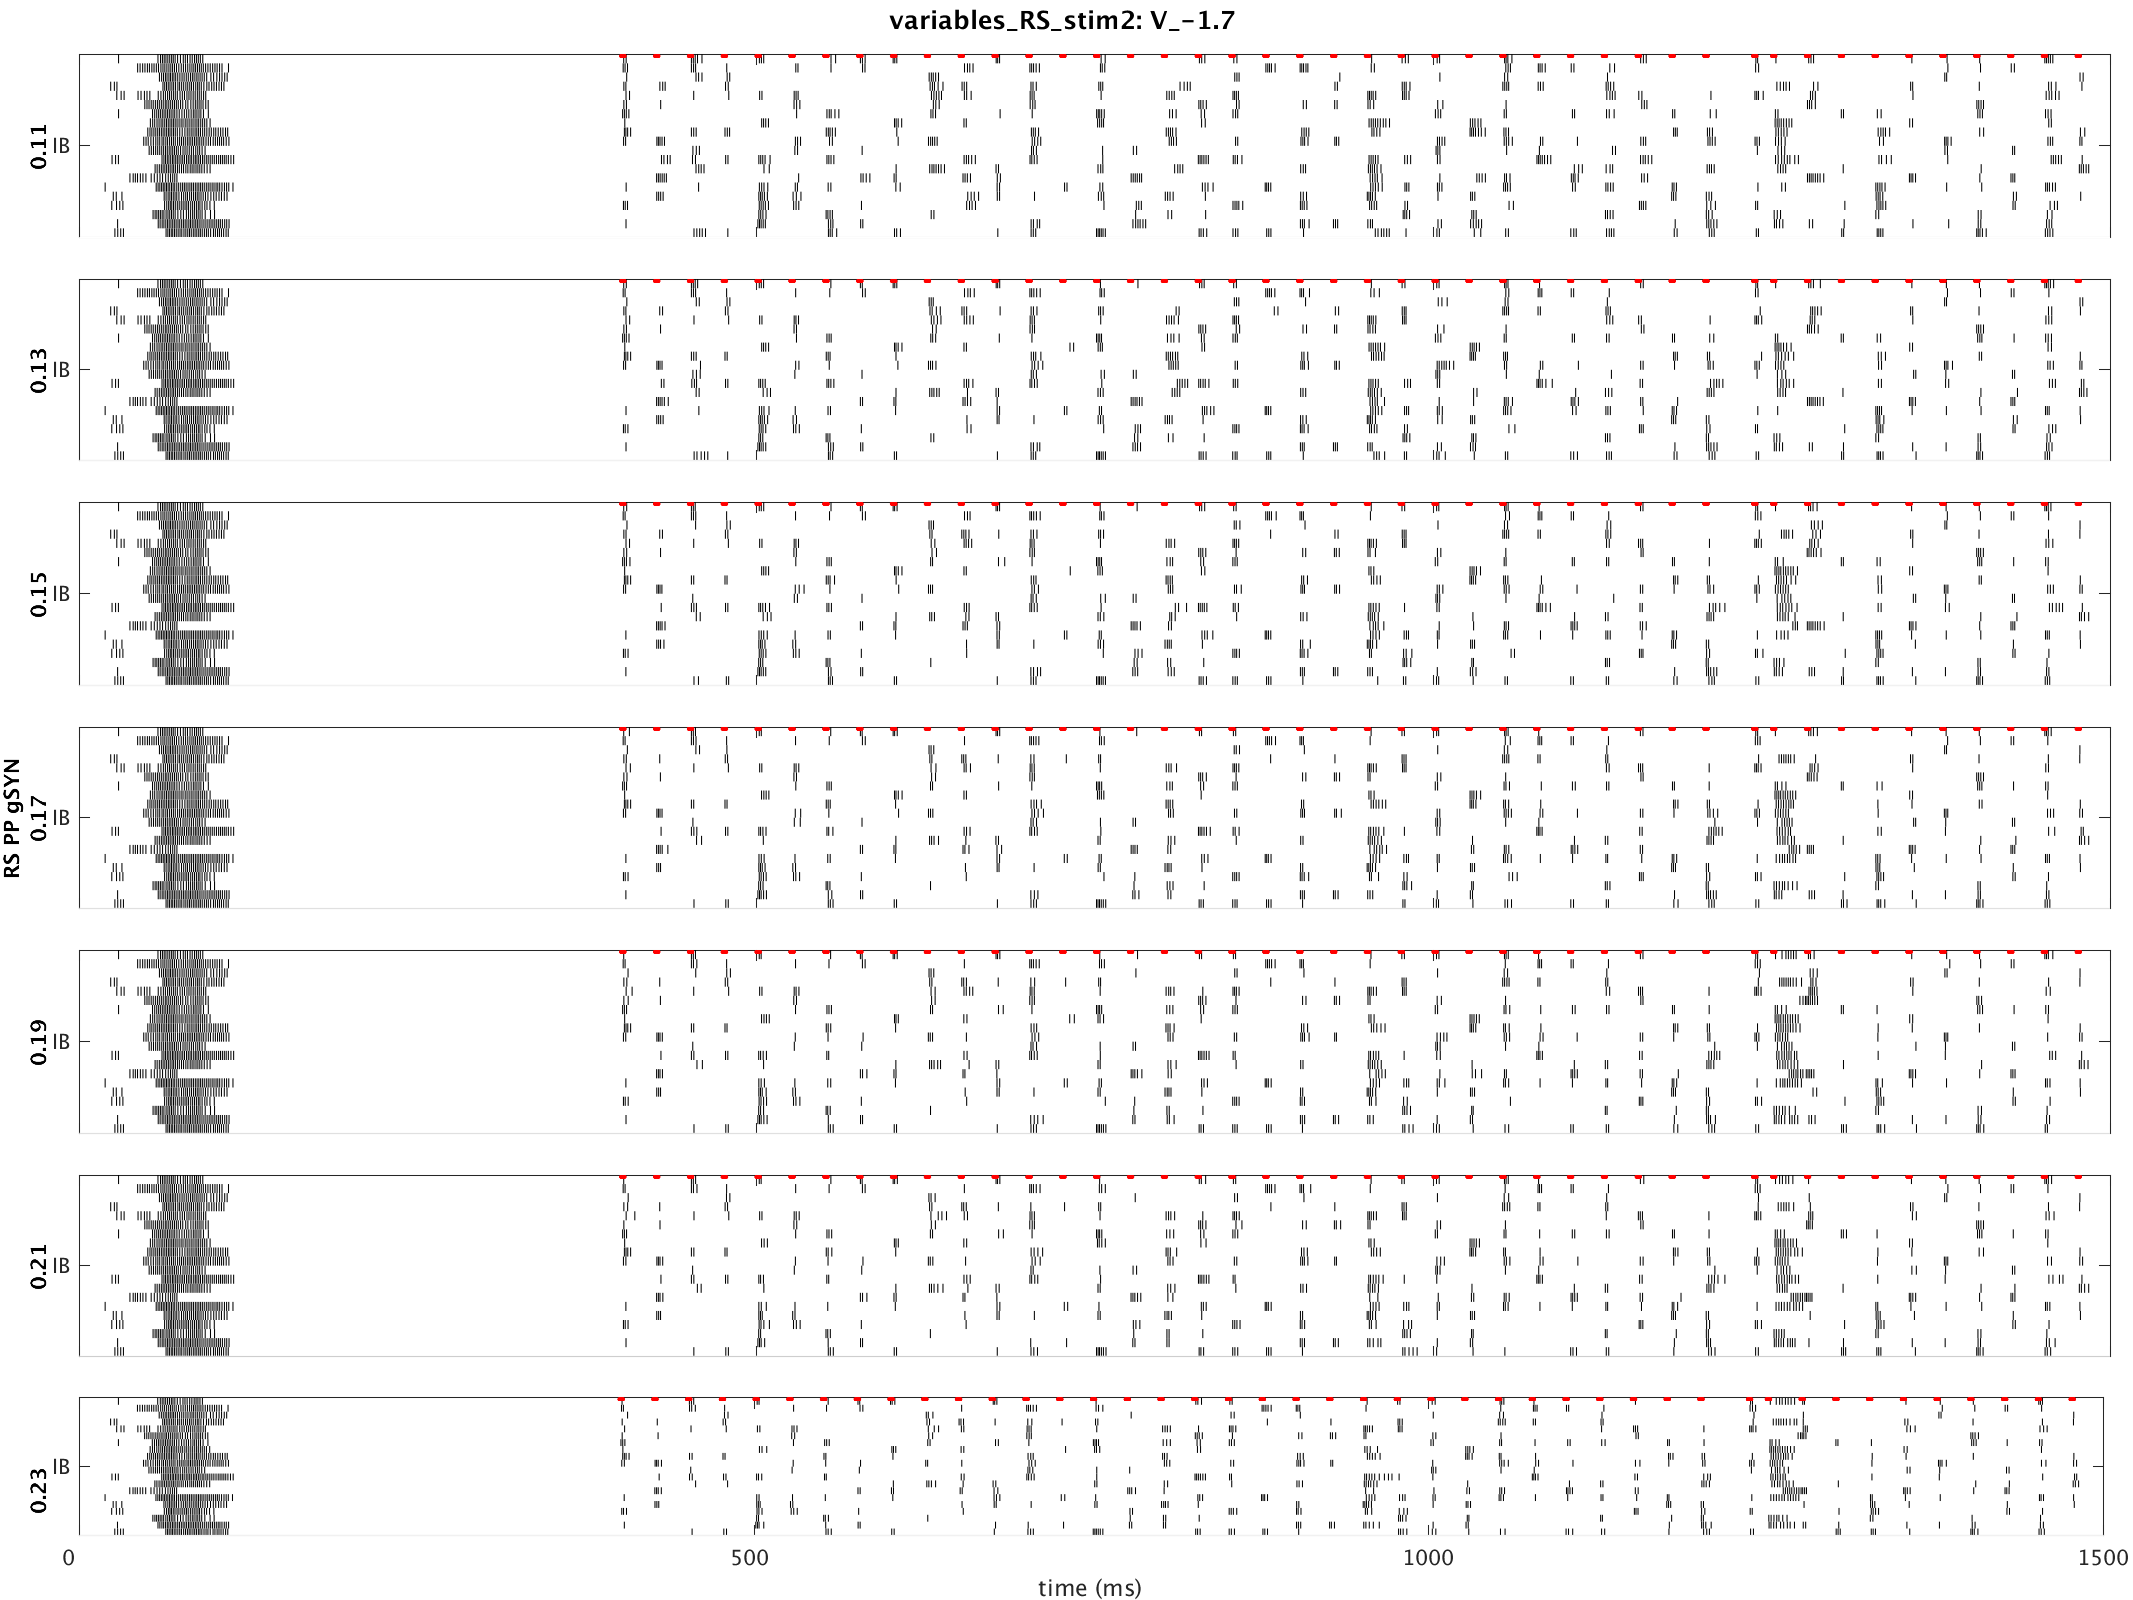 variables_RS_stim2: V_-1.7
RS PP gSYN
0.11
IB
0.13
IB
0.15
IB
0.17
IB
0.19
IB
0.21
IB
0.23
IB
0 500 1000 1500
time (ms)